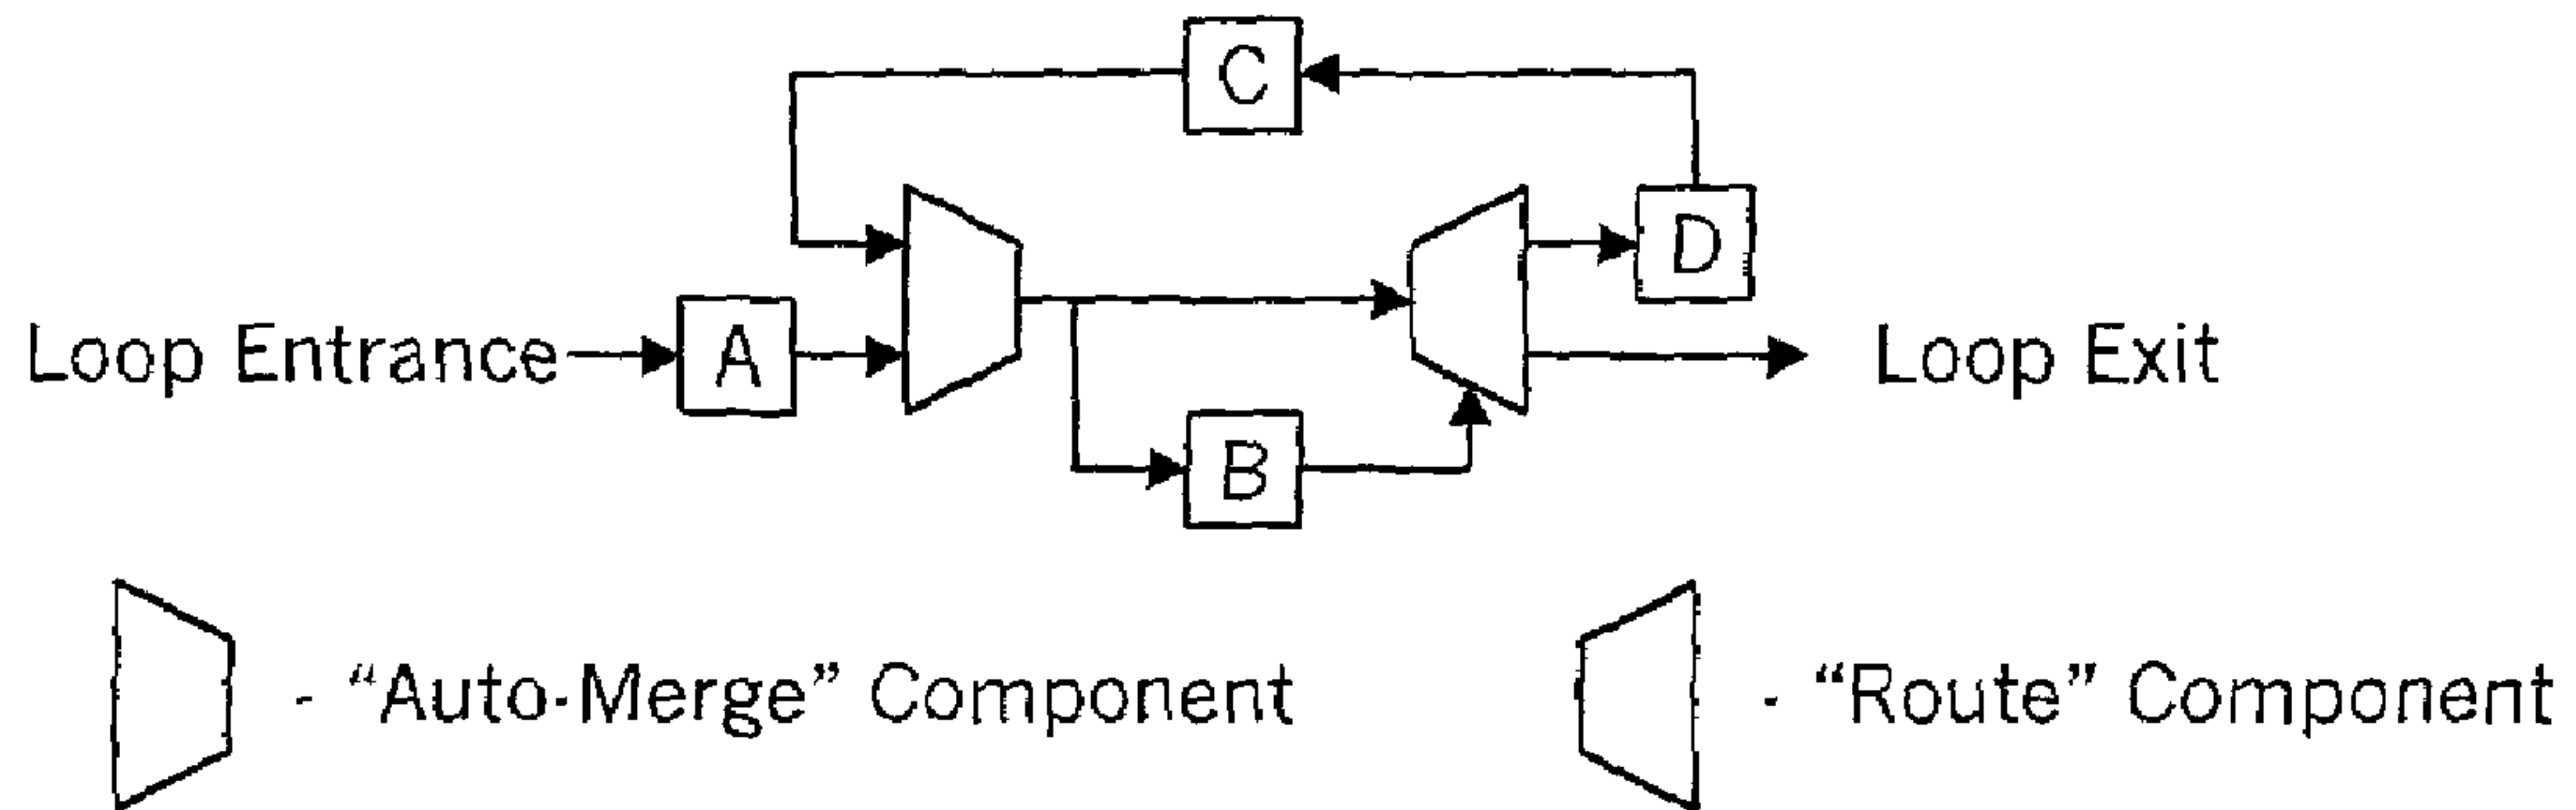 C
D
Loop Entrance A Loop Exit
B
- "Auto-Merge" Component - "Route" Component